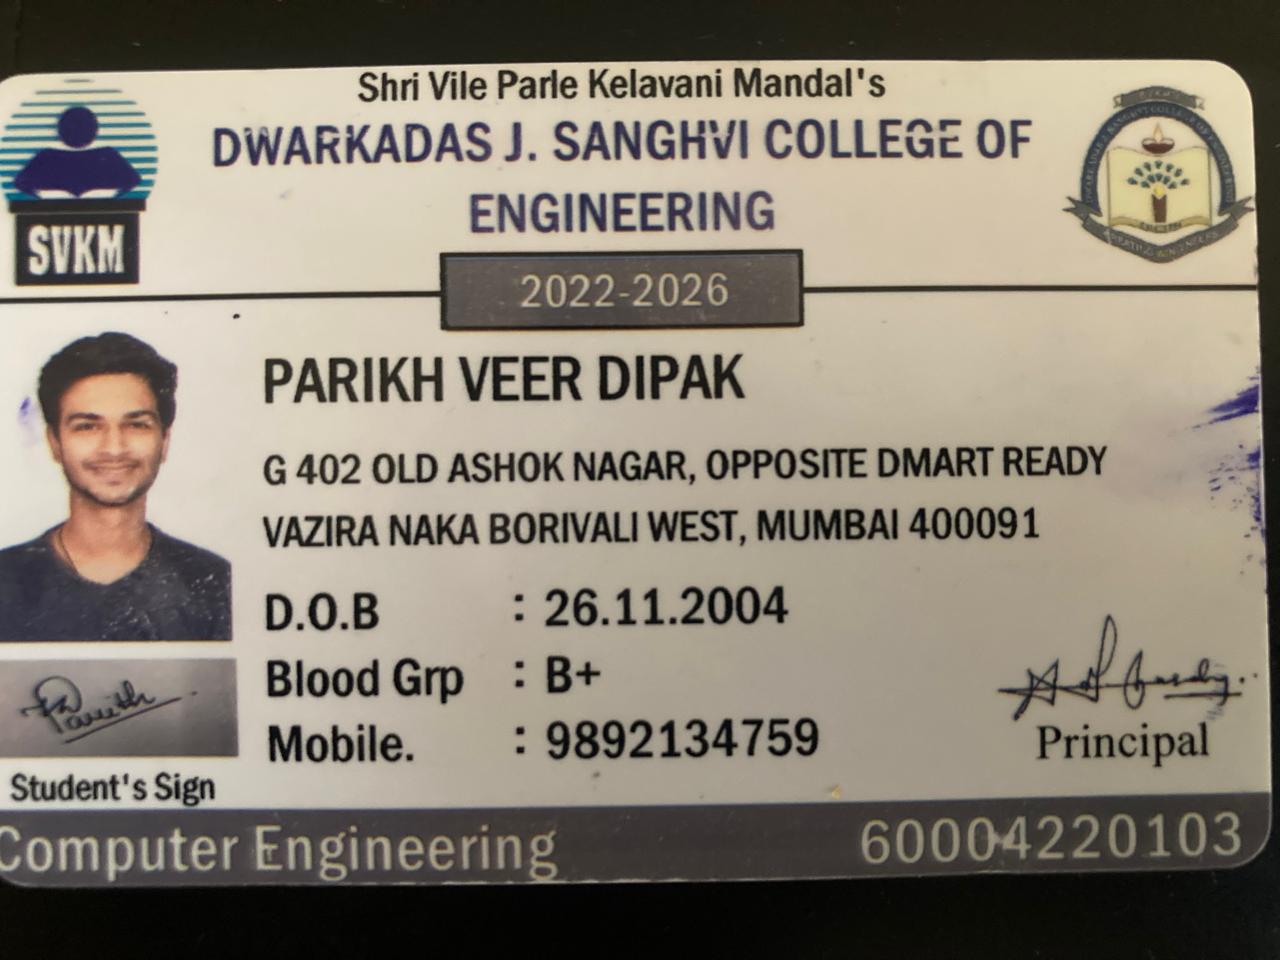 Shri Vile Parle Kelavani Mandal's
DWARKADAS J. SANGHVI COLLEGE OF
ENGINEERING
SVKM
2022-2026
PARIKH VEER DIPAK
G 402 OLD ASHOK NAGAR, OPPOSITE DMART READY
VAZIRA NAKA BORIVALI WEST, MUMBAI 400091
D.O.B : 26.11.2004
Blood Grp : B+
Mobile. : 9892134759
Parikh
Principal
Student's Sign
Computer Engineering 60004220103